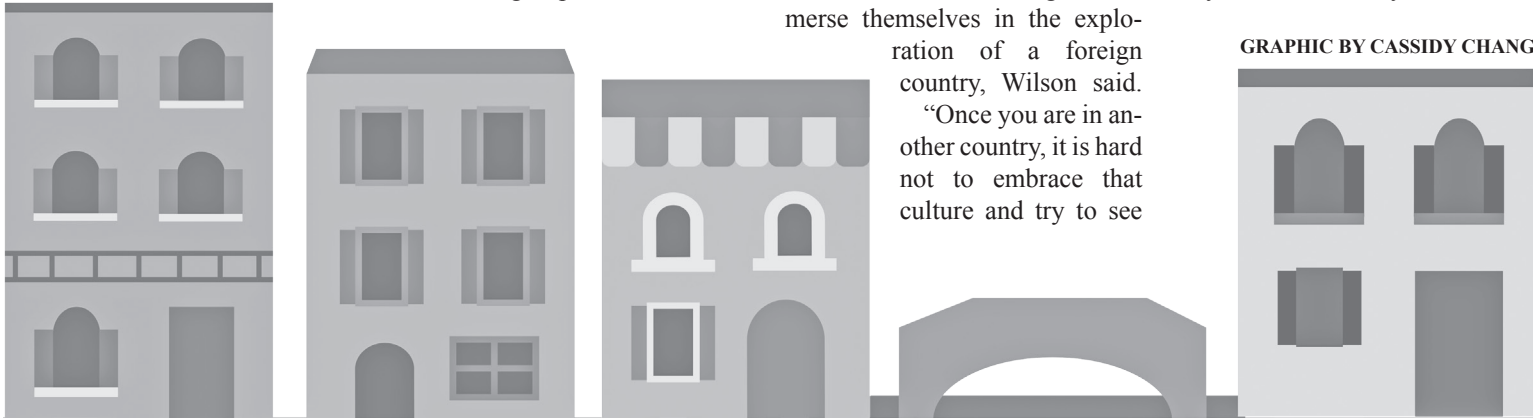 merse themselves in the explo-
ration of a foreign
country, Wilson said.
“Once you are in an-
other country, it is hard
not to embrace that
culture and try to see
GRAPHIC BY CASSIDY CHANG